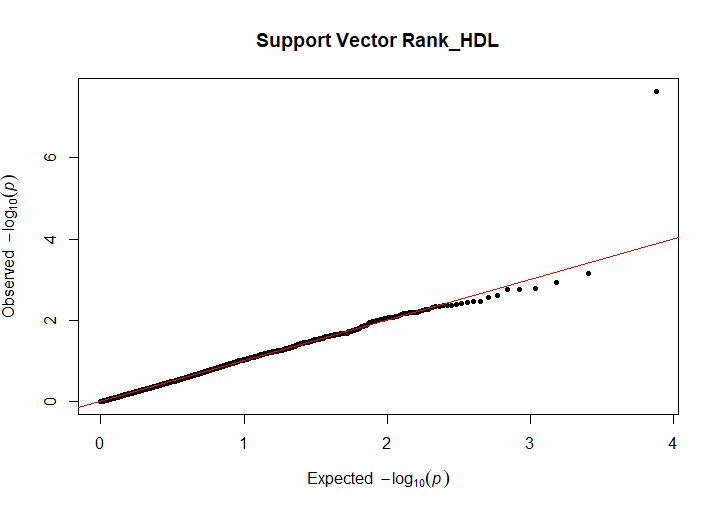 Support Vector Rank_HDL
Observed −log10(p)
6
4
2
0
0 1 2 3 4
Expected −log10(p)